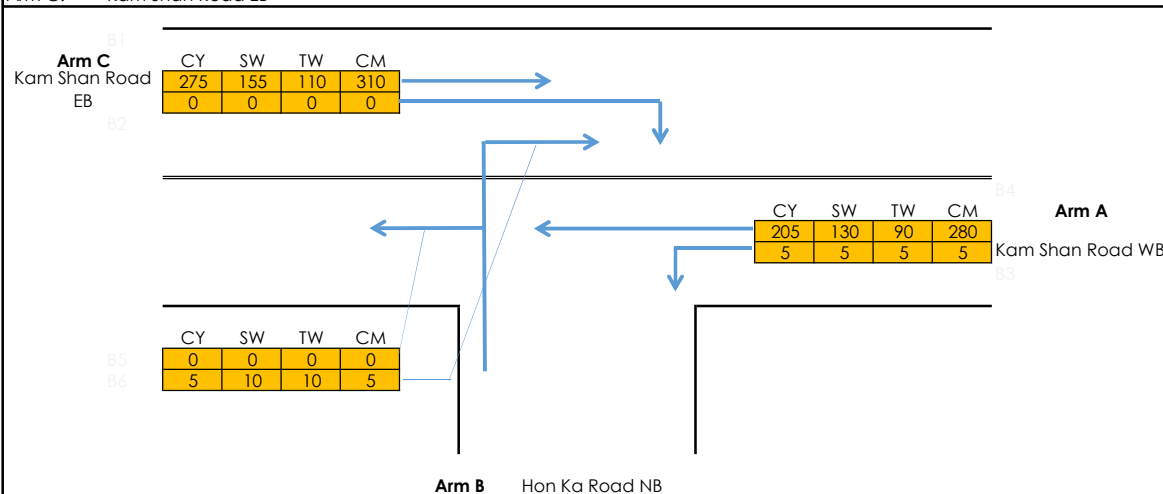 B1
Arm C CY SW TW CM
Kam Shan Road 275 155 110 310
EB 0 0 0 0
B2
B4
CY SW TW CM Arm A
205 130 90 280
5 5 5 5 Kam Shan Road WB
B3
CY SW TW CM
B5 0 0 0 0
B6 5 10 10 5
Arm B Hon Ka Road NB